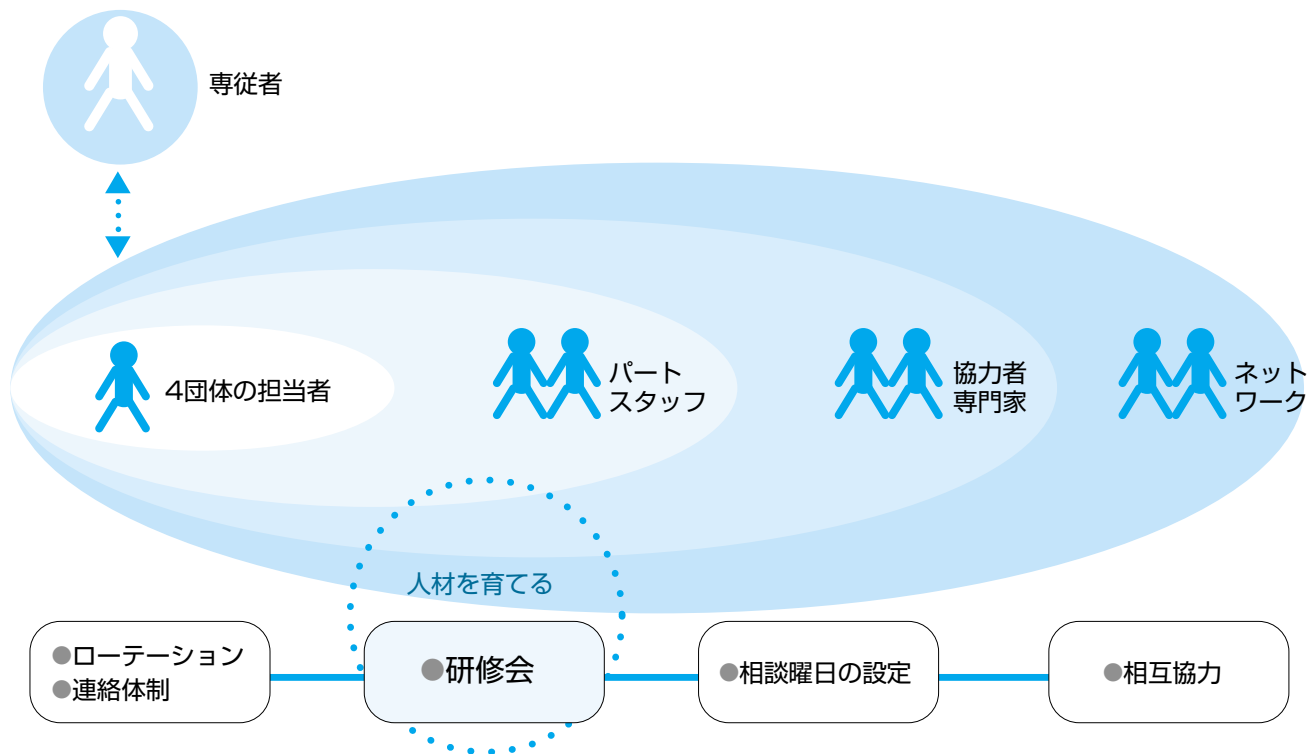 専従者
4団体の担当者
パート
スタッフ
協力者
専門家
ネット
ワーク
人材を育てる
●ローテーション
●連絡体制
●研修会
●相談曜日の設定
●相互協力